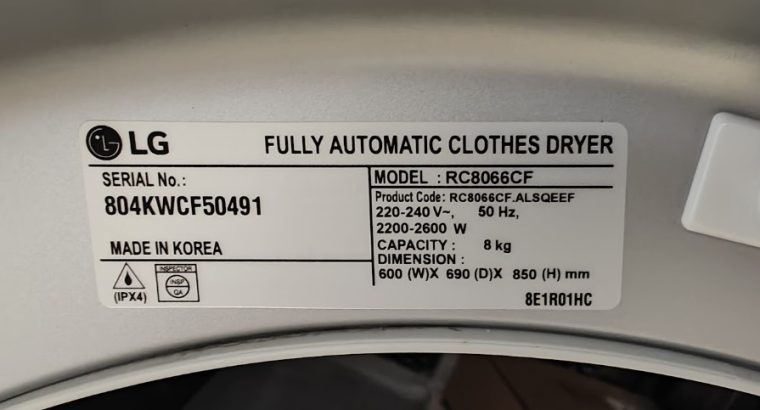 LG FULLY AUTOMATIC CLOTHES DRYER
SERIAL No.:
804KWCF50491
MADE IN KOREA
(IPX4)
INSPECTOR
INSP
QA
MODEL : RC8066CF
Product Code: RC8066CF.ALSQEEF
220-240 V~, 50 Hz,
2200-2600 W
CAPACITY : 8 kg
DIMENSION :
600 (W)X 690 (D)X 850 (H) mm
8E1R01HC